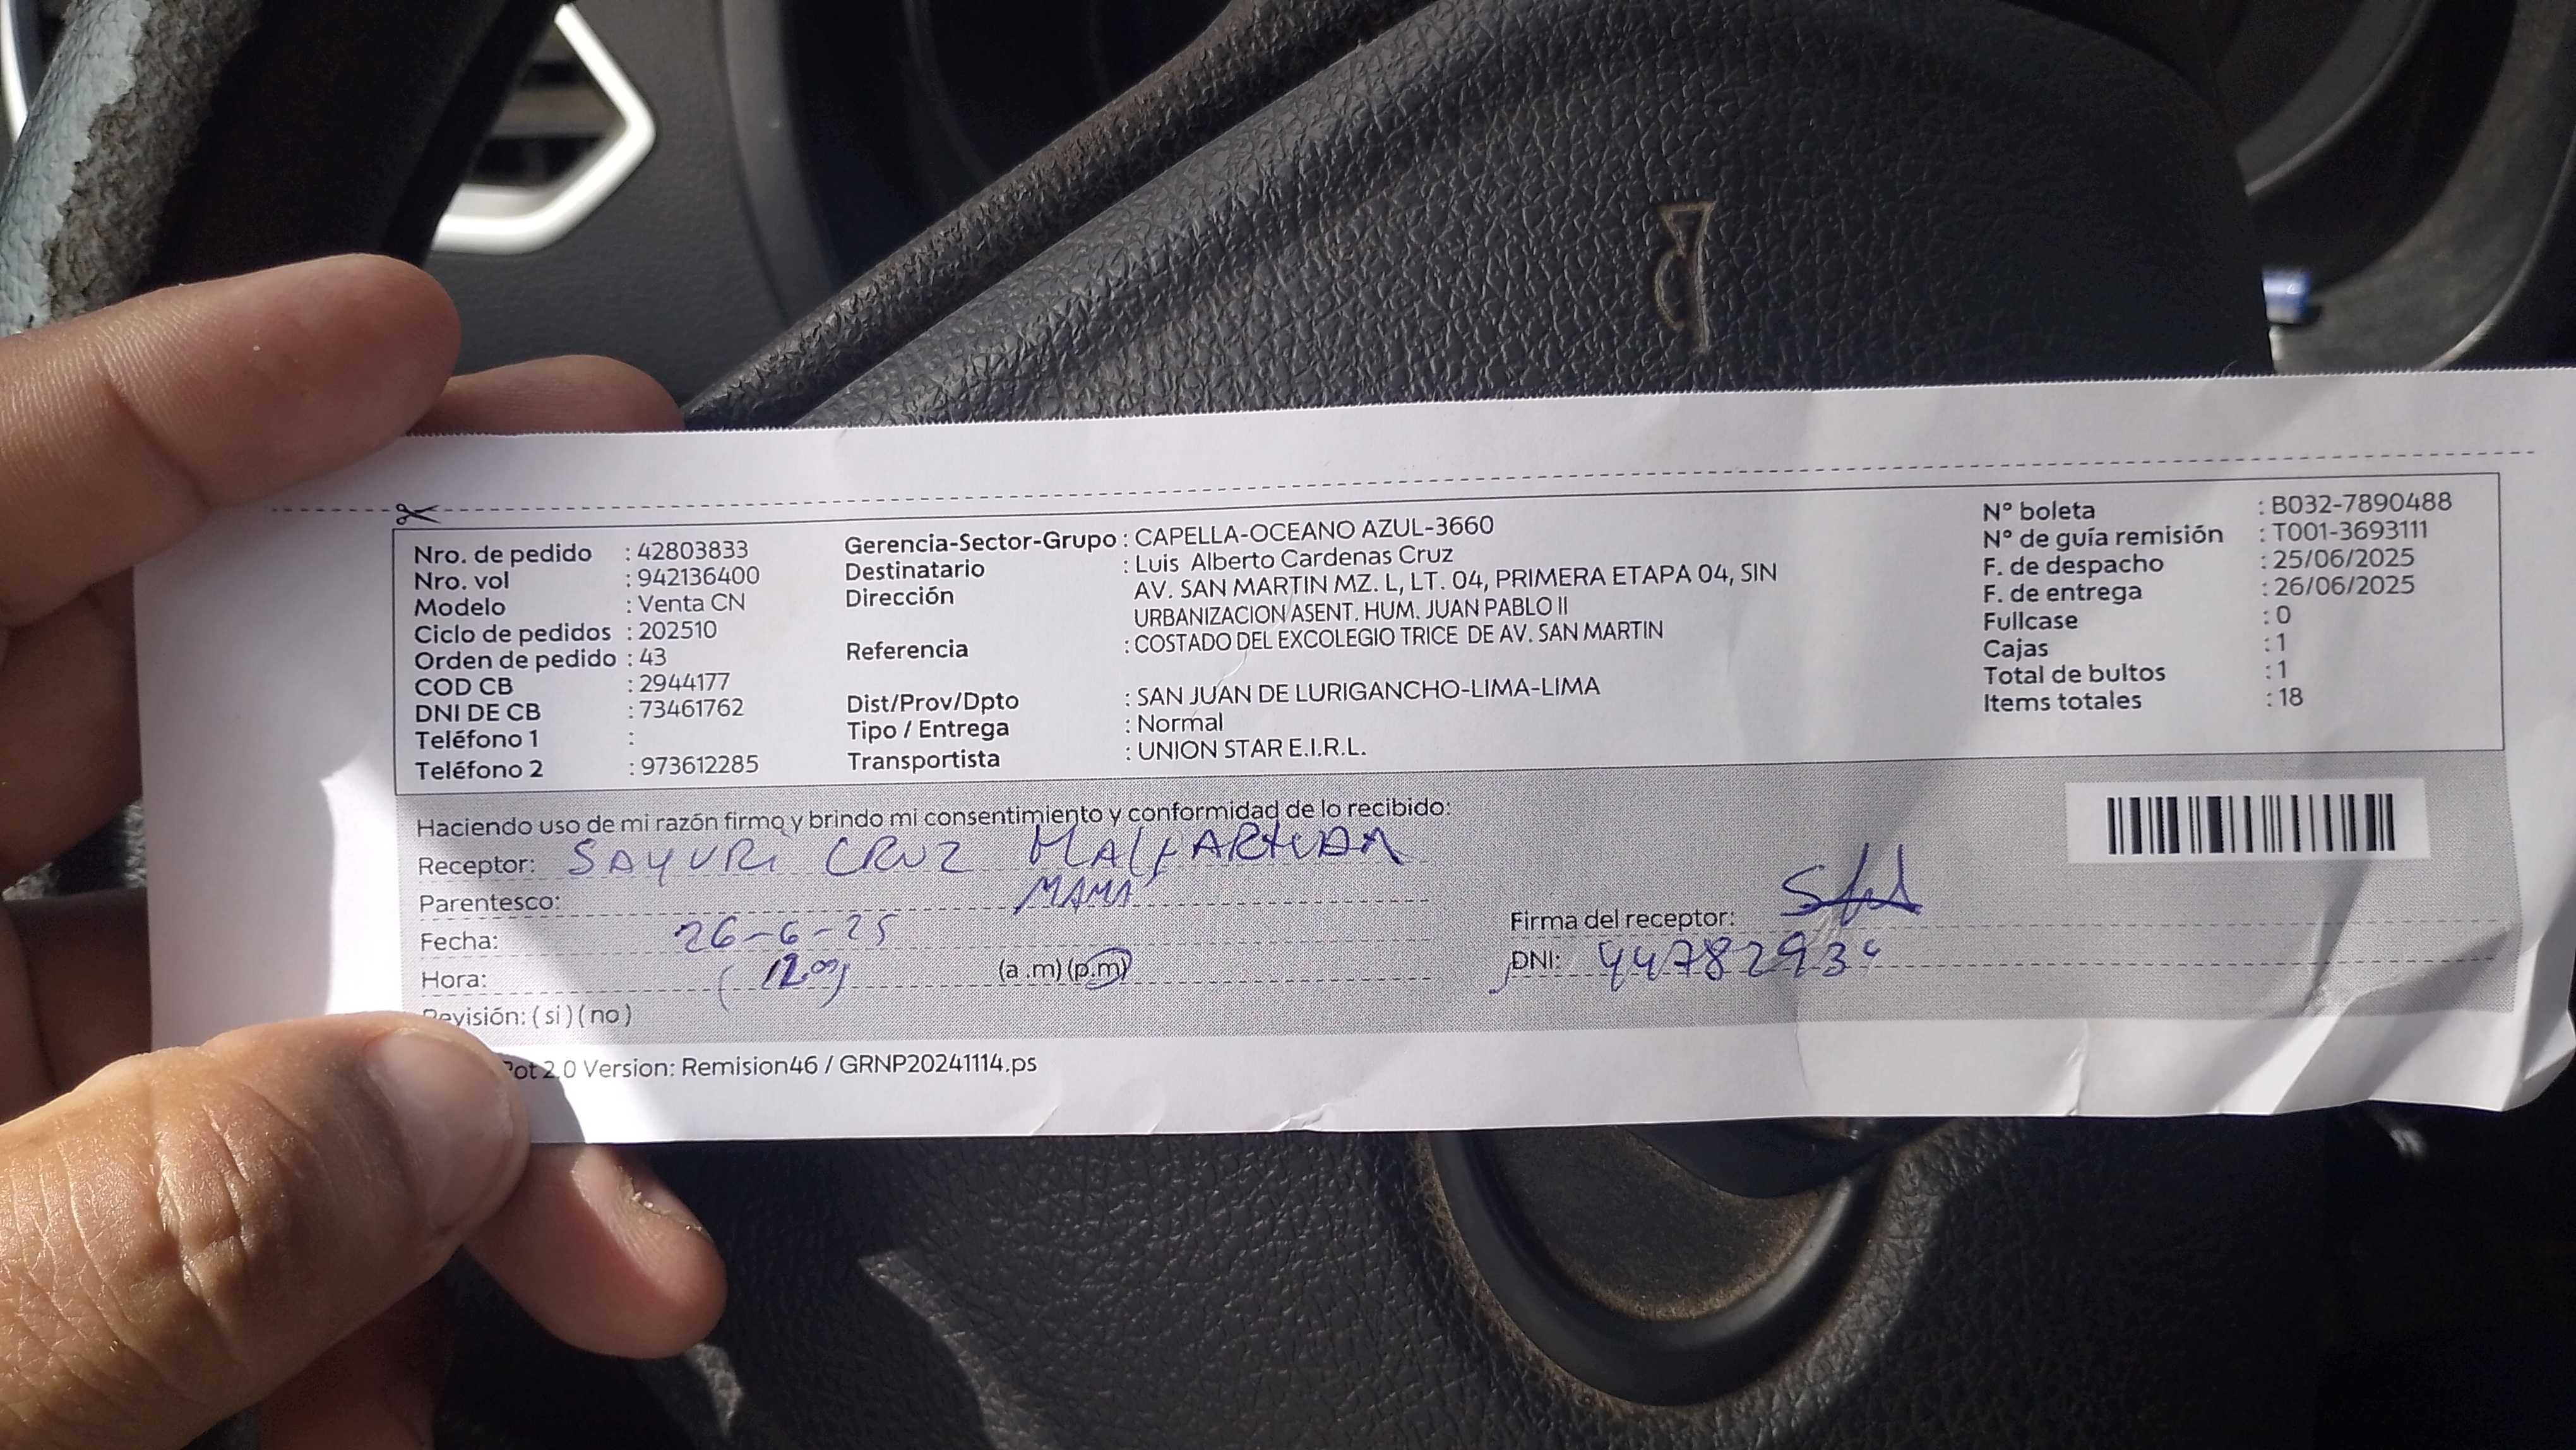 Nro. de pedido : 42803833
Nro. vol : 942136400
Modelo : Venta CN
Ciclo de pedidos : 202510
Orden de pedido : 43
COD CB : 2944177
DNI DE CB : 73461762
Teléfono 1 :
Teléfono 2 : 973612285
Gerencia-Sector-Grupo : CAPELLA-OCEANO AZUL-3660
Destinatario : Luis Alberto Cardenas Cruz
Dirección AV. SAN MARTIN MZ. L, LT. 04, PRIMERA ETAPA 04, SIN
URBANIZACION ASENT. HUM. JUAN PABLO II
Referencia : COSTADO DEL EXCOLEGIO TRICE DE AV. SAN MARTIN
Dist/Prov/Dpto : SAN JUAN DE LURIGANCHO-LIMA-LIMA
Tipo / Entrega : Normal
Transportista : UNION STAR E.I.R.L.
N° boleta : B032-7890488
N° de guía remisión : T001-3693111
F. de despacho : 25/06/2025
F. de entrega : 26/06/2025
Fullcase : 0
Cajas : 1
Total de bultos : 1
Items totales : 18
Haciendo uso de mi razón firmo y brindo mi consentimiento y conformidad de lo recibido:
Receptor: SAYURI CRUZ MALPARTIDA
Parentesco: MAMÁ
Fecha: 26-6-25
Hora: (12.00) (a.m) (p.m)
Revisión: ( si ) ( no )
Firma del receptor:
DNI: 44782934
2.0 Version: Remision46 / GRNP20241114.ps